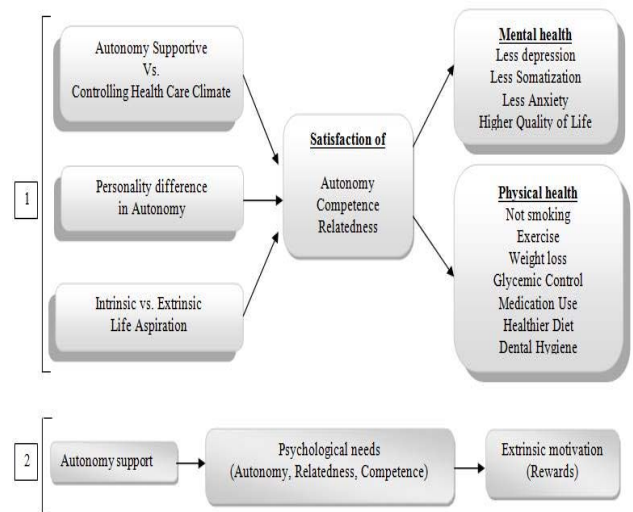 1
Autonomy Supportive
Vs.
Controlling Health Care Climate
Personality difference
in Autonomy
Intrinsic vs. Extrinsic
Life Aspiration
Satisfaction of
Autonomy
Competence
Relatedness
Mental health
Less depression
Less Somatization
Less Anxiety
Higher Quality of Life
Physical health
Not smoking
Exercise
Weight loss
Glycemic Control
Medication Use
Healthier Diet
Dental Hygiene
2
Autonomy support
Psychological needs
(Autonomy, Relatedness, Competence)
Extrinsic motivation
(Rewards)